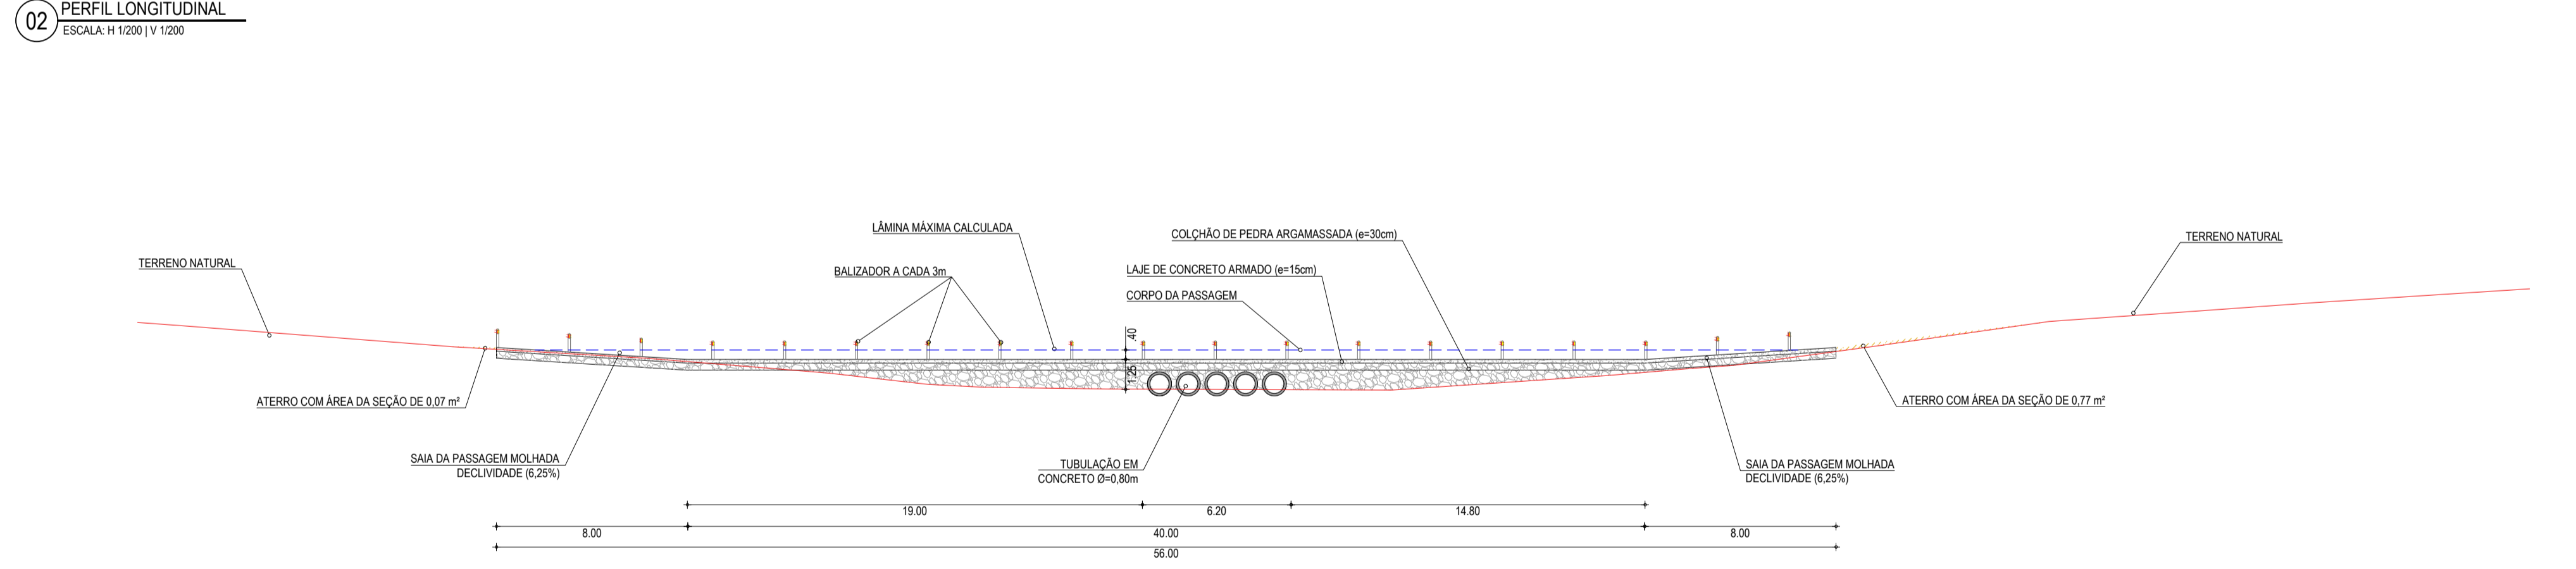 02
PERFIL LONGITUDINAL
ESCALA: H 1/200 | V 1/200
LÂMINA MÁXIMA CALCULADA
COLÇHÃO DE PEDRA ARGAMASSADA (e=30cm)
TERRENO NATURAL
TERRENO NATURAL
BALIZADOR A CADA 3m
LAJE DE CONCRETO ARMADO (e=15cm)
CORPO DA PASSAGEM
.40
1.25
ATERRO COM ÁREA DA SEÇÃO DE 0,07 m²
ATERRO COM ÁREA DA SEÇÃO DE 0,77 m²
SAIA DA PASSAGEM MOLHADA
DECLIVIDADE (6,25%)
TUBULAÇÃO EM
CONCRETO Ø=0,80m
SAIA DA PASSAGEM MOLHADA
DECLIVIDADE (6,25%)
19.00
6.20
14.80
8.00
40.00
8.00
56.00